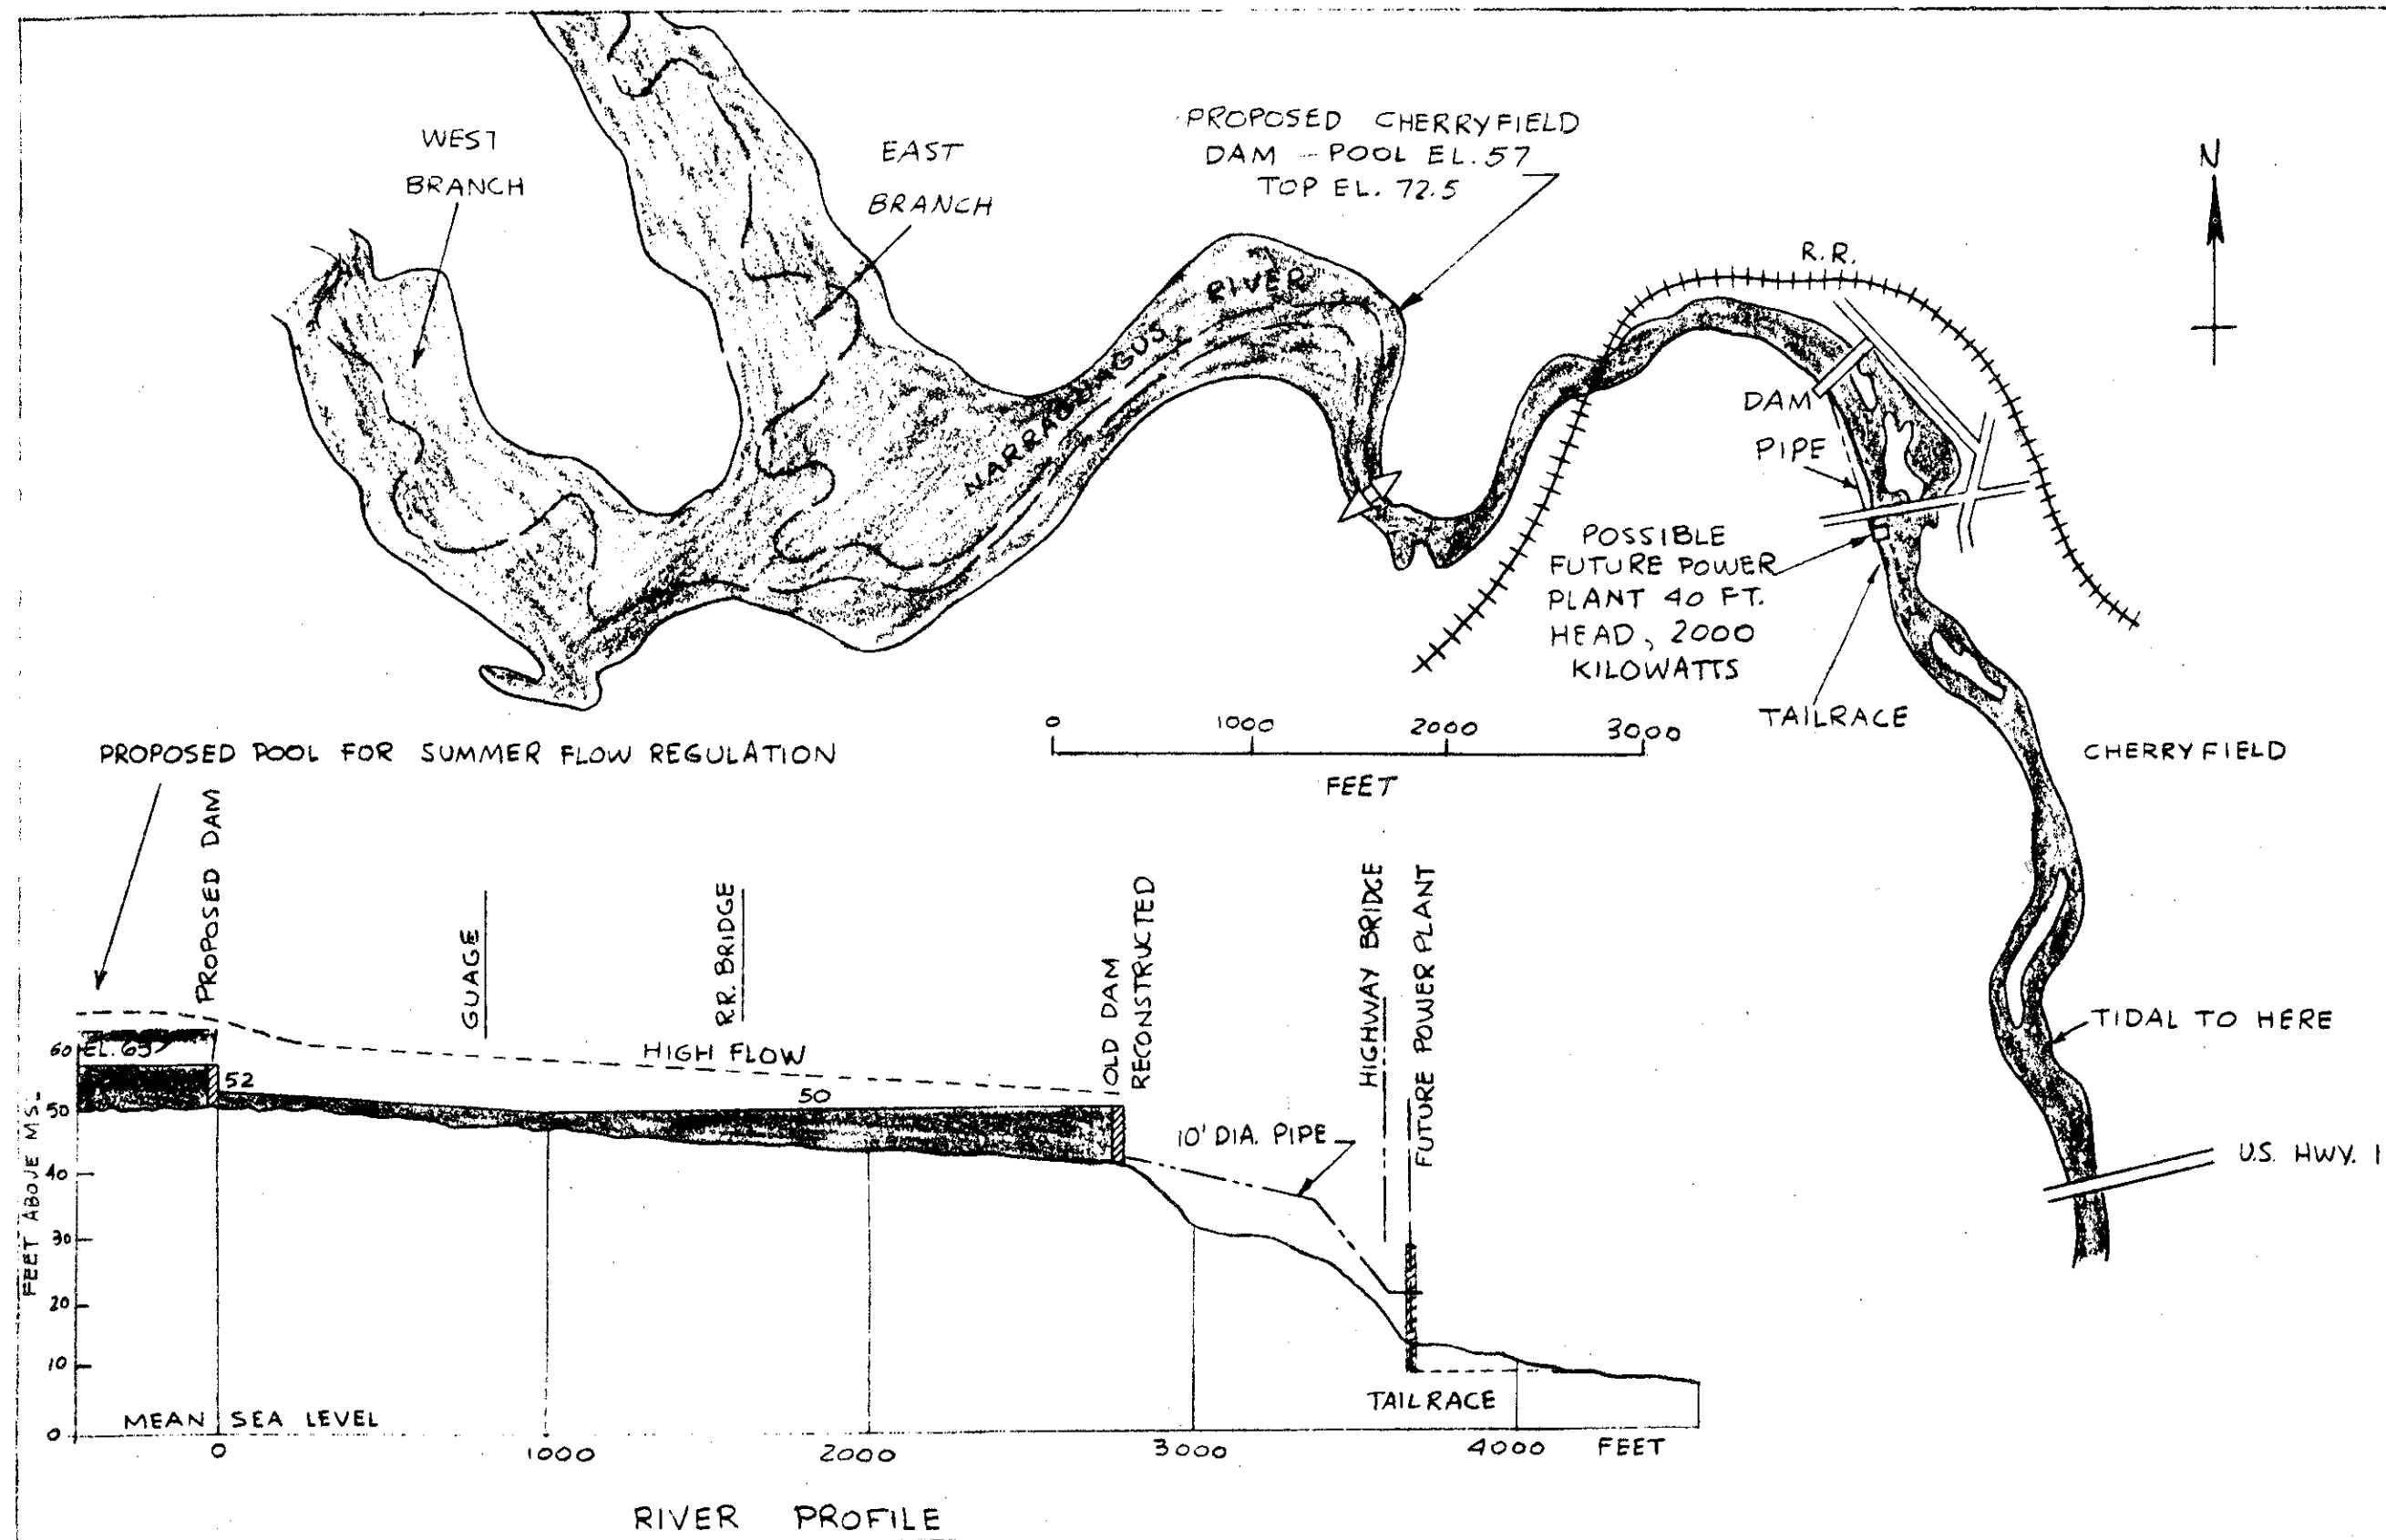 WEST
BRANCH
EAST
BRANCH
PROPOSED CHERRYFIELD
DAM - POOL EL. 57
TOP EL. 72.5
N
R.R.
NARRAGUAGUS RIVER
DAM
PIPE
POSSIBLE
FUTURE POWER
PLANT 40 FT.
HEAD, 2000
KILOWATTS
TAILRACE
CHERRYFIELD
TIDAL TO HERE
U.S. HWY. 1
0 1000 2000 3000
FEET
PROPOSED POOL FOR SUMMER FLOW REGULATION
PROPOSED DAM
GUAGE
R.R. BRIDGE
OLD DAM
RECONSTRUCTED
HIGHWAY BRIDGE
FUTURE POWER PLANT
HIGH FLOW
EL. 63
52
50
10' DIA. PIPE
TAILRACE
FEET ABOVE M.S.L
60
50
40
30
20
10
0
MEAN SEA LEVEL
0 1000 2000 3000 4000 FEET
RIVER PROFILE